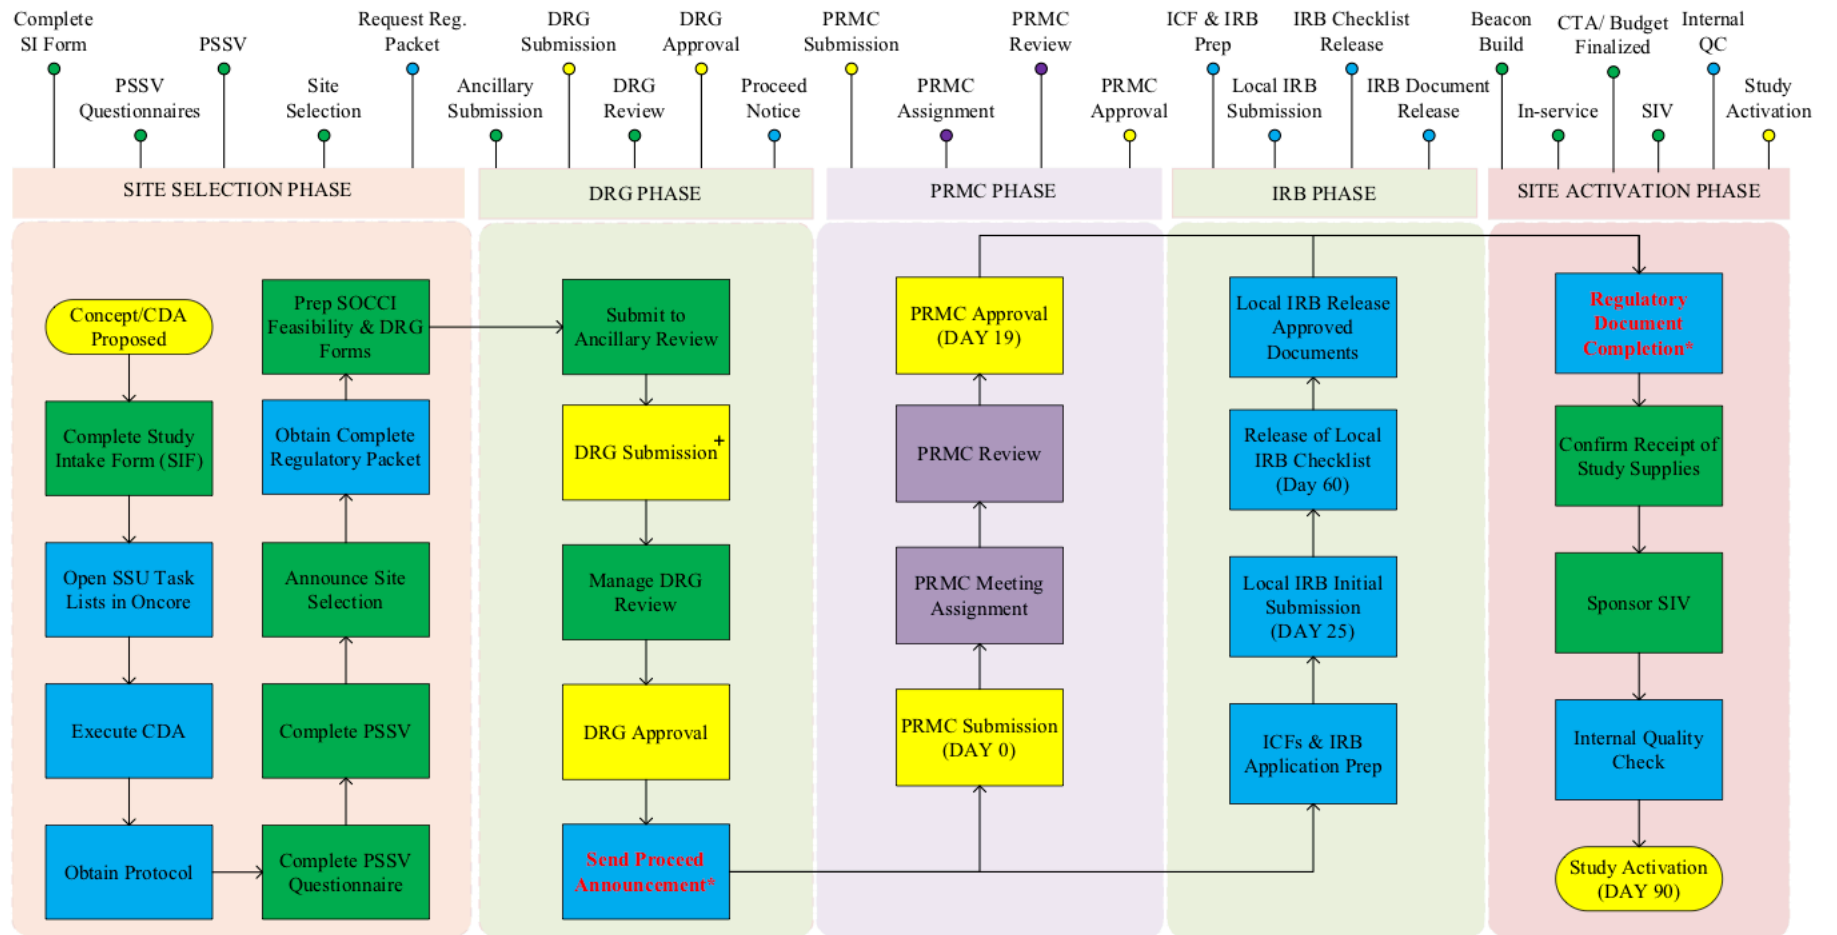 Complete
SI Form
PSSV
Questionnaires
PSSV
Site
Selection
Request Reg.
Packet
Ancillary
Submission
DRG
Submission
DRG
Review
DRG
Approval
Proceed
Notice
PRMC
Submission
PRMC
Assignment
PRMC
Review
PRMC
Approval
ICF & IRB
Prep
Local IRB
Submission
IRB Checklist
Release
IRB Document
Release
Beacon
Build
In-service
CTA/ Budget
Finalized
SIV
Internal
QC
Study
Activation
SITE SELECTION PHASE
DRG PHASE
PRMC PHASE
IRB PHASE
SITE ACTIVATION PHASE
Concept/CDA
Proposed
Complete Study
Intake Form (SIF)
Open SSU Task
Lists in Oncore
Execute CDA
Obtain Protocol
Prep SOCCI
Feasibility & DRG
Forms
Obtain Complete
Regulatory Packet
Announce Site
Selection
Complete PSSV
Complete PSSV
Questionnaire
Submit to
Ancillary Review
DRG Submission+
Manage DRG
Review
DRG Approval
Send Proceed
Announcement*
PRMC Approval
(DAY 19)
PRMC Review
PRMC Meeting
Assignment
PRMC Submission
(DAY 0)
Local IRB Release
Approved
Documents
Release of Local
IRB Checklist
(Day 60)
Local IRB Initial
Submission
(DAY 25)
ICFs & IRB
Application Prep
Regulatory
Document
Completion*
Confirm Receipt of
Study Supplies
Sponsor SIV
Internal Quality
Check
Study Activation
(DAY 90)